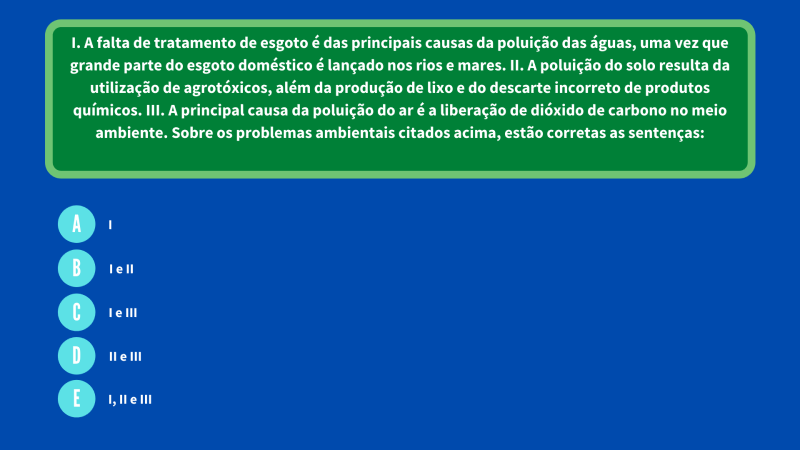 I. A falta de tratamento de esgoto é das principais causas da poluição das águas, uma vez que
grande parte do esgoto doméstico é lançado nos rios e mares. II. A poluição do solo resulta da
utilização de agrotóxicos, além da produção de lixo e do descarte incorreto de produtos
químicos. III. A principal causa da poluição do ar é a liberação de dióxido de carbono no meio
ambiente. Sobre os problemas ambientais citados acima, estão corretas as sentenças:
A I
B I e II
C I e III
D II e III
E I, II e III